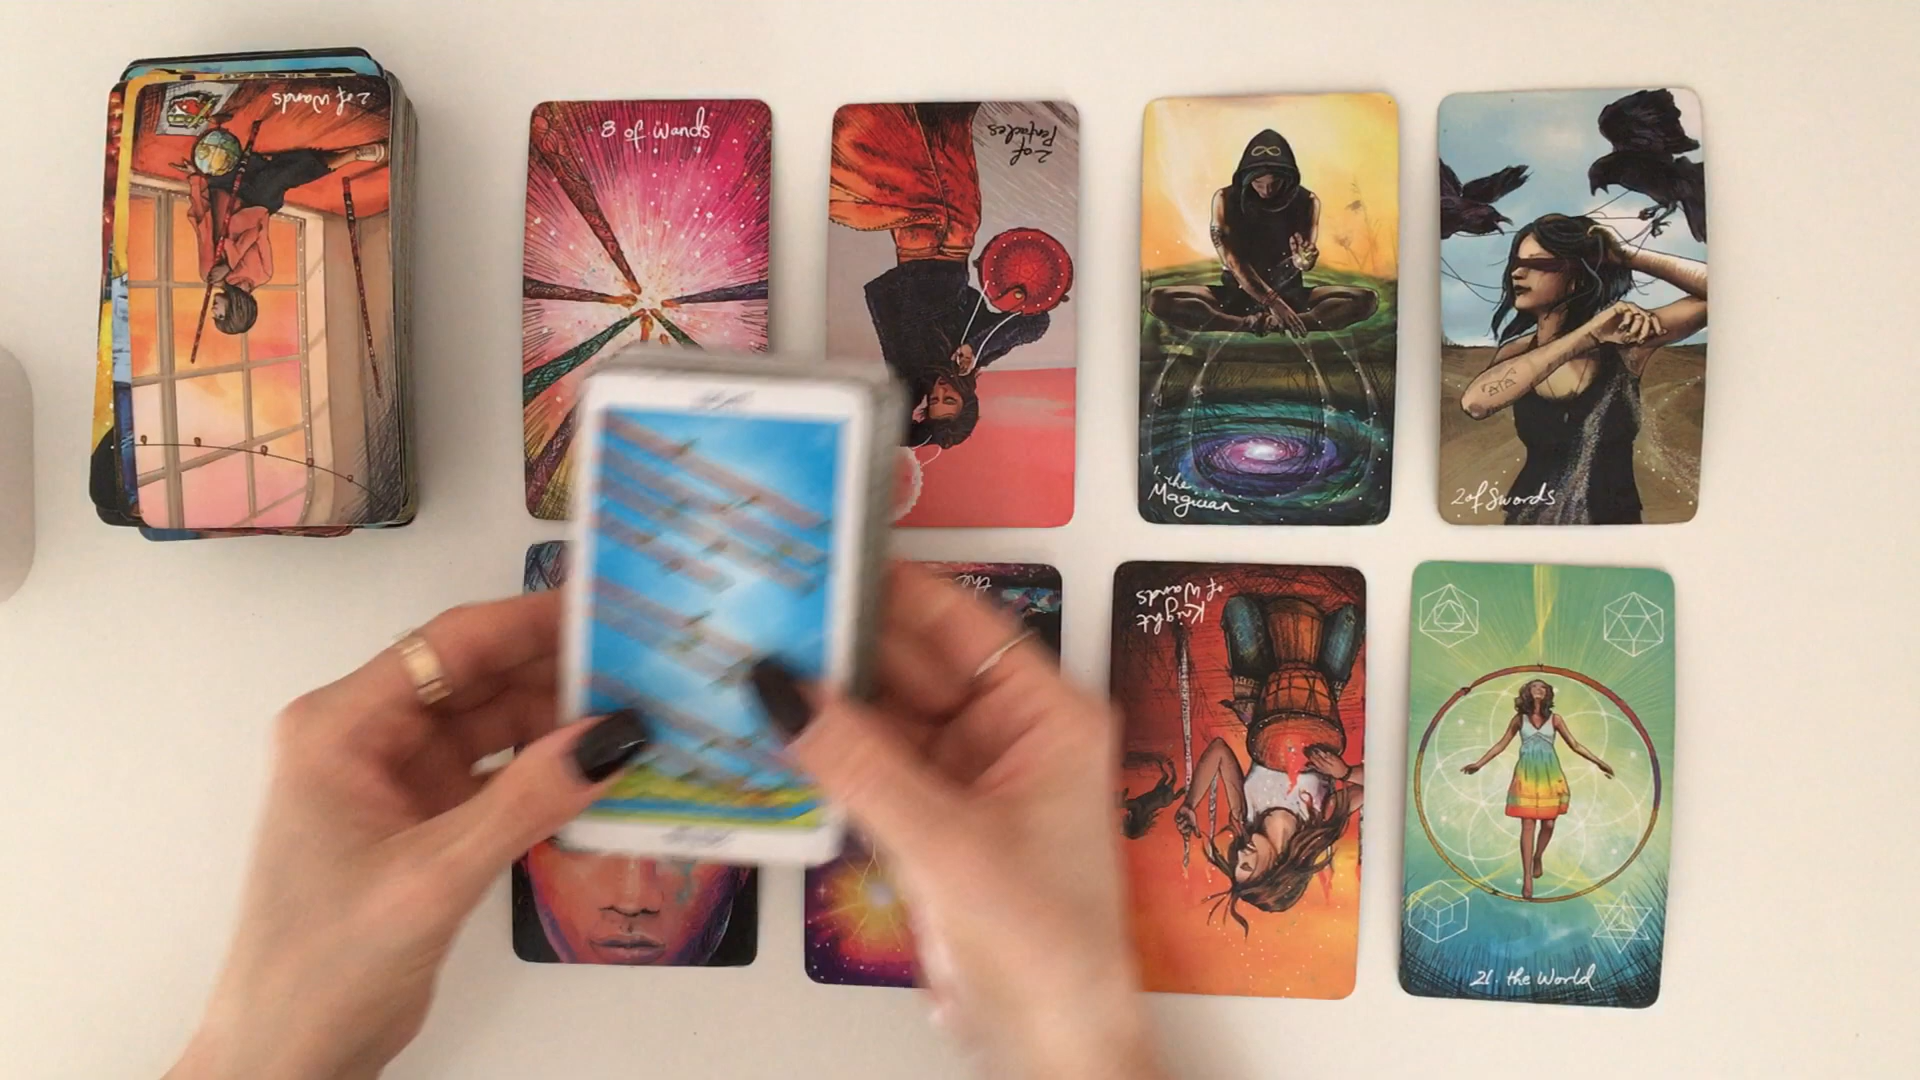 2 of Wands
8 of Wands
2 of
Pentacles
1. the
Magician
2 of Swords
the
Knight
of Wands
21. the World